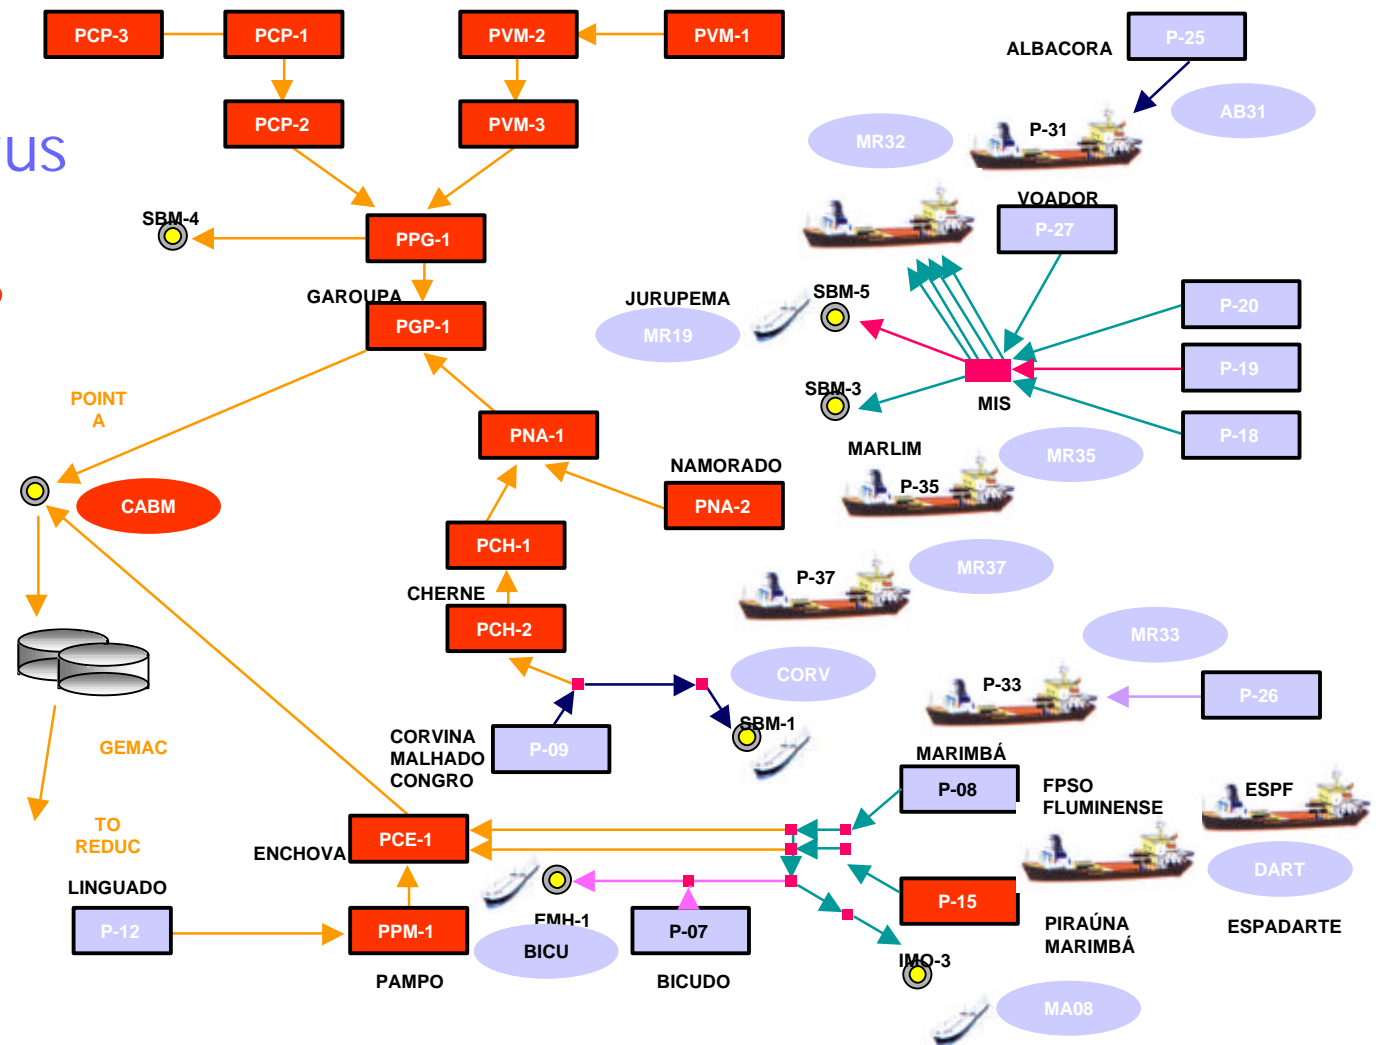 PCP-3
PCP-1
PVM-2
PVM-1
ALBACORA
P-25
PCP-2
PVM-3
P-31
AB31
us
MR32
SBM-4
PPG-1
VOADOR
P-27
GAROUPA
PGP-1
JURUPEMA
MR19
SBM-5
P-20
P-19
SBM-3
MIS
P-18
POINT
A
PNA-1
NAMORADO
MARLIM
MR35
P-35
CABM
PNA-2
PCH-1
P-37
MR37
CHERNE
PCH-2
MR33
CORV
P-33
P-26
SBM-1
CORVINA
MALHADO
CONGRO
P-09
GEMAC
MARIMBÁ
P-08
FPSO
FLUMINENSE
ESPF
TO
REDUC
ENCHOVA
PCE-1
DART
LINGUADO
P-12
PPM-1
EMH-1
BICU
P-07
P-15
PIRAÚNA
MARIMBÁ
ESPADARTE
PAMPO
BICUDO
IMO-3
MA08